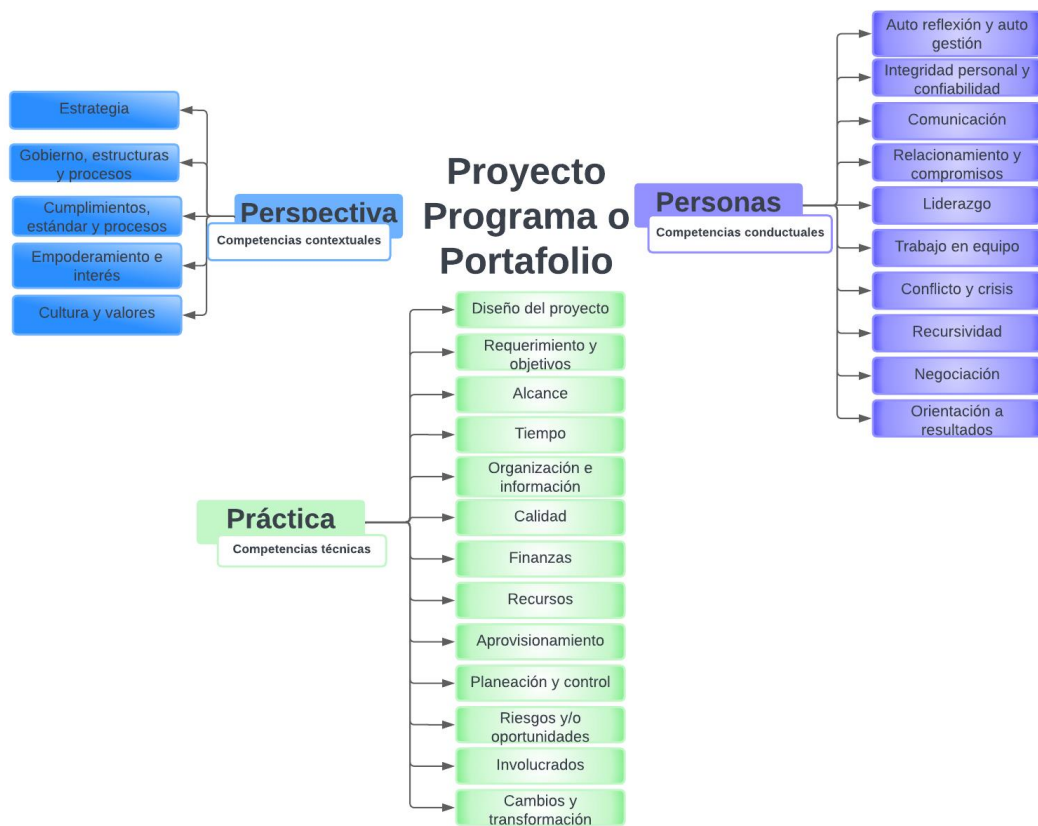 Proyecto
Programa o
Portafolio
Perspectiva
Competencias contextuales
Estrategia
Gobierno, estructuras
y procesos
Cumplimientos,
estándar y procesos
Empoderamiento e
interés
Cultura y valores
Personas
Competencias conductuales
Auto reflexión y auto
gestión
Integridad personal y
confiabilidad
Comunicación
Relacionamiento y
compromisos
Liderazgo
Trabajo en equipo
Conflicto y crisis
Recursividad
Negociación
Orientación a
resultados
Práctica
Competencias técnicas
Diseño del proyecto
Requerimiento y
objetivos
Alcance
Tiempo
Organización e
información
Calidad
Finanzas
Recursos
Aprovisionamiento
Planeación y control
Riesgos y/o
oportunidades
Involucrados
Cambios y
transformación